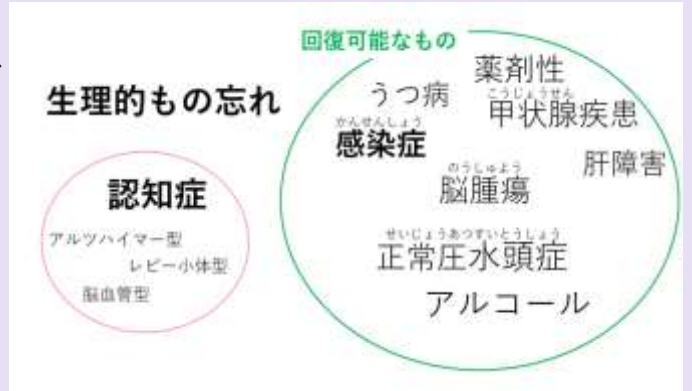 生理的もの忘れ
認知症
アルツハイマー型
レビー小体型
脳血管型
回復可能なもの
薬剤性
うつ病
こうじょうせん
甲状腺疾患
かんせんしょう
感染症
肝障害
のうしゅよう
脳腫瘍
せいじょうあつすいとうしょう
正常圧水頭症
アルコール